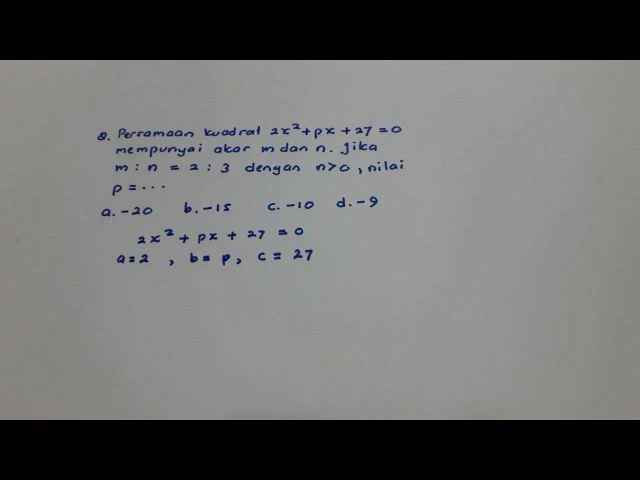 8. Persamaan kuadrat 2x² + px + 27 = 0
mempunyai akar m dan n. Jika
m : n = 2 : 3 dengan n > 0, nilai
p = ...
a. -20 b. -15 c. -10 d. -9
2x² + px + 27 = 0
a = 2 , b = p, c = 27